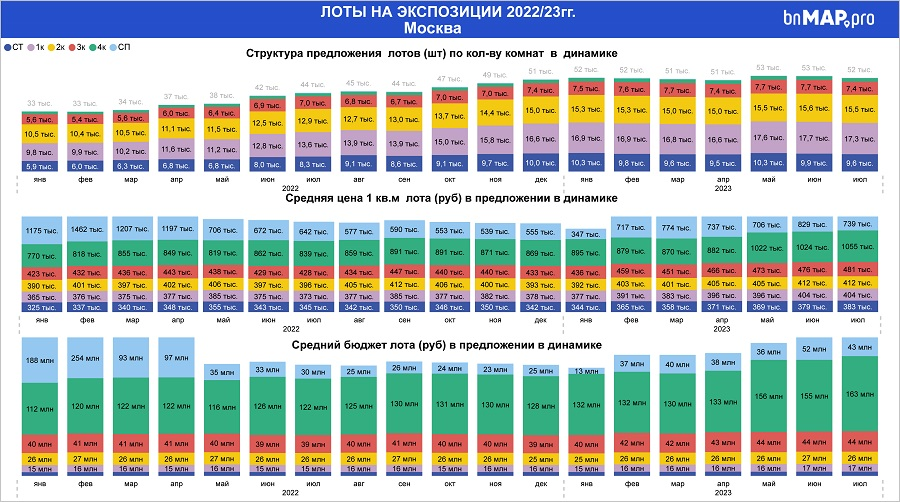 ЛОТЫ НА ЭКСПОЗИЦИИ 2022/23гг.
Москва
bnMAP.pro
СТ 1к 2к 3к 4к СП
Структура предложения лотов (шт) по кол-ву комнат в динамике
33 тыс. 33 тыс. 34 тыс. 37 тыс. 38 тыс. 42 тыс. 44 тыс. 45 тыс. 44 тыс. 47 тыс. 49 тыс. 51 тыс. 52 тыс. 52 тыс. 51 тыс. 51 тыс. 53 тыс. 53 тыс. 52 тыс.
5,6 тыс. 5,4 тыс. 5,6 тыс. 6,0 тыс. 6,4 тыс. 6,9 тыс. 7,0 тыс. 6,8 тыс. 6,7 тыс. 7,0 тыс. 7,0 тыс. 7,4 тыс. 7,5 тыс. 7,6 тыс. 7,7 тыс. 7,4 тыс. 7,7 тыс. 7,7 тыс. 7,4 тыс.
10,5 тыс. 10,4 тыс. 10,5 тыс. 11,1 тыс. 11,5 тыс. 12,5 тыс. 12,9 тыс. 12,7 тыс. 13,0 тыс. 13,7 тыс. 14,4 тыс. 15,0 тыс. 15,3 тыс. 15,3 тыс. 15,0 тыс. 15,0 тыс. 15,5 тыс. 15,6 тыс. 15,5 тыс.
9,8 тыс. 9,9 тыс. 10,2 тыс. 11,6 тыс. 11,2 тыс. 12,8 тыс. 13,6 тыс. 13,9 тыс. 13,9 тыс. 15,0 тыс. 15,8 тыс. 16,6 тыс. 16,9 тыс. 16,9 тыс. 16,8 тыс. 16,6 тыс. 17,6 тыс. 17,7 тыс. 17,3 тыс.
5,9 тыс. 6,0 тыс. 6,3 тыс. 6,8 тыс. 6,8 тыс. 8,0 тыс. 8,3 тыс. 9,1 тыс. 8,6 тыс. 9,1 тыс. 9,7 тыс. 10,0 тыс. 10,3 тыс. 9,8 тыс. 9,6 тыс. 9,5 тыс. 10,3 тыс. 9,9 тыс. 9,6 тыс.
янв фев мар апр май июн июл авг сен окт ноя дек янв фев мар апр май июн июл
2022 2023
Средняя цена 1 кв.м лота (руб) в предложении в динамике
1175 тыс. 1462 тыс. 1207 тыс. 1197 тыс. 706 тыс. 672 тыс. 642 тыс. 577 тыс. 590 тыс. 553 тыс. 539 тыс. 555 тыс. 347 тыс. 717 тыс. 774 тыс. 737 тыс. 706 тыс. 829 тыс. 739 тыс.
770 тыс. 818 тыс. 855 тыс. 849 тыс. 819 тыс. 862 тыс. 839 тыс. 859 тыс. 891 тыс. 891 тыс. 871 тыс. 869 тыс. 895 тыс. 879 тыс. 870 тыс. 882 тыс. 1022 тыс. 1024 тыс. 1055 тыс.
423 тыс. 432 тыс. 436 тыс. 443 тыс. 438 тыс. 429 тыс. 428 тыс. 434 тыс. 447 тыс. 440 тыс. 440 тыс. 433 тыс. 436 тыс. 459 тыс. 451 тыс. 466 тыс. 473 тыс. 476 тыс. 481 тыс.
390 тыс. 401 тыс. 397 тыс. 402 тыс. 406 тыс. 397 тыс. 396 тыс. 405 тыс. 412 тыс. 406 тыс. 400 тыс. 393 тыс. 392 тыс. 403 тыс. 401 тыс. 412 тыс. 405 тыс. 412 тыс. 412 тыс.
365 тыс. 376 тыс. 375 тыс. 377 тыс. 385 тыс. 375 тыс. 373 тыс. 377 тыс. 385 тыс. 377 тыс. 382 тыс. 378 тыс. 377 тыс. 391 тыс. 383 тыс. 396 тыс. 396 тыс. 404 тыс. 404 тыс.
325 тыс. 337 тыс. 340 тыс. 348 тыс. 355 тыс. 343 тыс. 345 тыс. 342 тыс. 350 тыс. 346 тыс. 350 тыс. 342 тыс. 344 тыс. 365 тыс. 358 тыс. 371 тыс. 369 тыс. 379 тыс. 383 тыс.
янв фев мар апр май июн июл авг сен окт ноя дек янв фев мар апр май июн июл
2022 2023
Средний бюджет лота (руб) в предложении в динамике
188 млн 254 млн 93 млн 97 млн 35 млн 33 млн 30 млн 25 млн 26 млн 24 млн 23 млн 25 млн 13 млн 37 млн 40 млн 38 млн 36 млн 52 млн 43 млн
112 млн 120 млн 122 млн 122 млн 116 млн 126 млн 122 млн 125 млн 130 млн 131 млн 130 млн 128 млн 132 млн 132 млн 130 млн 133 млн 156 млн 155 млн 163 млн
40 млн 41 млн 41 млн 41 млн 40 млн 39 млн 39 млн 40 млн 41 млн 40 млн 40 млн 39 млн 40 млн 42 млн 42 млн 43 млн 44 млн 44 млн 44 млн
26 млн 27 млн 26 млн 26 млн 27 млн 26 млн 26 млн 26 млн 27 млн 27 млн 26 млн 26 млн 26 млн 26 млн 26 млн 27 млн 26 млн 26 млн 26 млн
15 млн 16 млн 15 млн 15 млн 16 млн 15 млн 15 млн 15 млн 16 млн 15 млн 15 млн 15 млн 15 млн 16 млн 16 млн 16 млн 16 млн 17 млн 17 млн
янв фев мар апр май июн июл авг сен окт ноя дек янв фев мар апр май июн июл
2022 2023